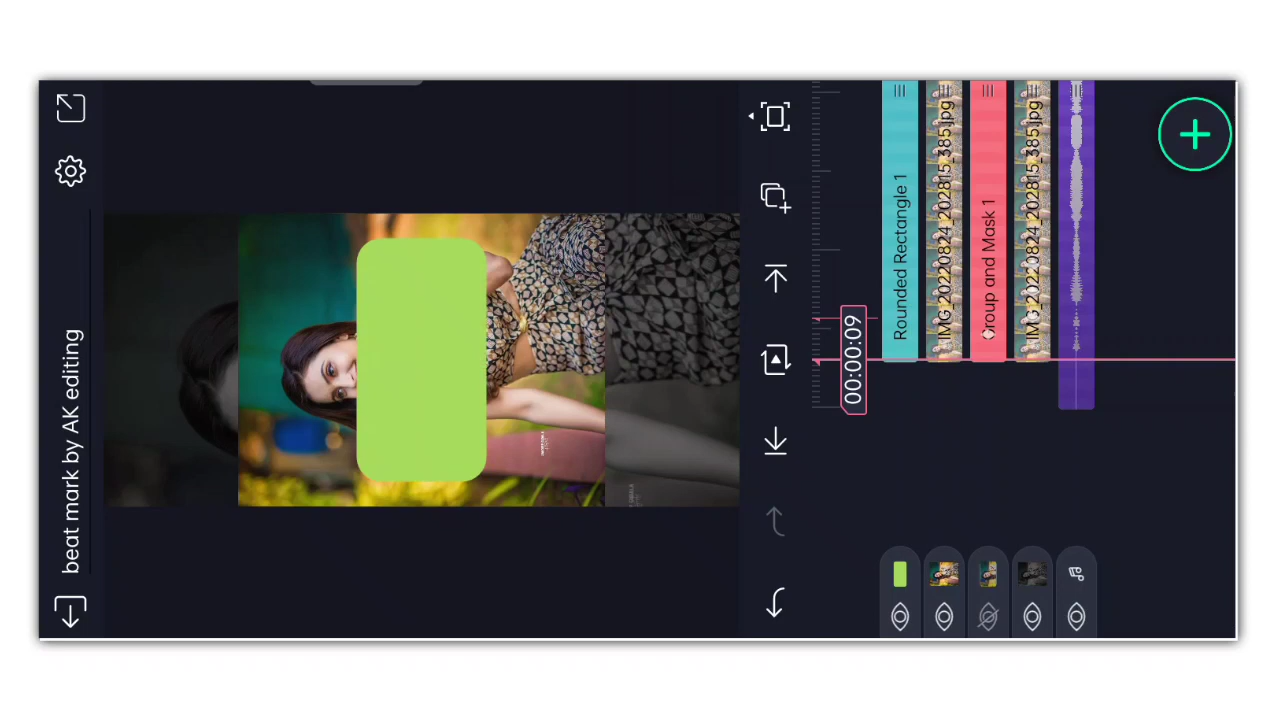 beat mark by AK editing
00:00:09
Rounded Rectangle 1
IMG_20220824_202815_385.jpg
Group and Mask 1
IMG_20220824_202815_385.jpg